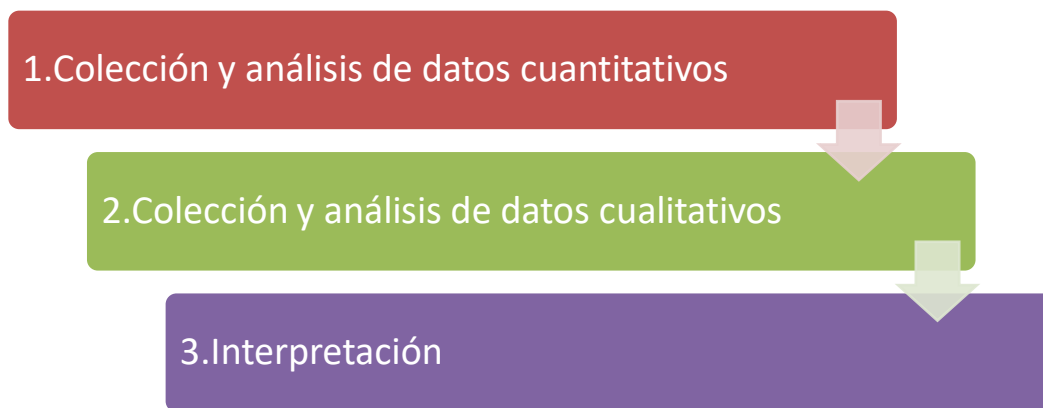 1.Colección y análisis de datos cuantitativos
2.Colección y análisis de datos cualitativos
3.Interpretación